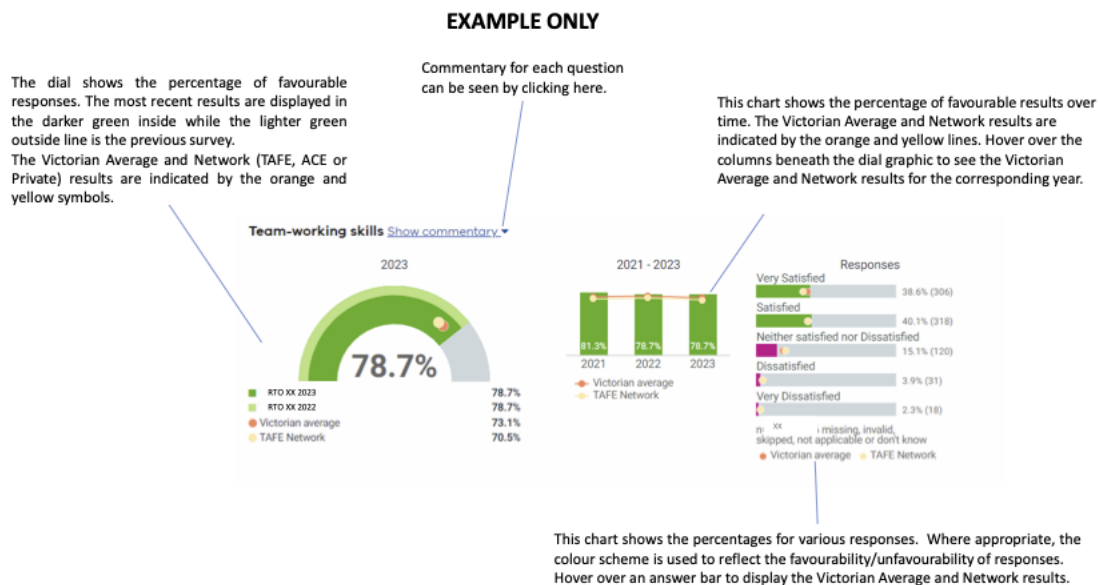 EXAMPLE ONLY
The dial shows the percentage of favourable
responses. The most recent results are displayed in
the darker green inside while the lighter green
outside line is the previous survey.
The Victorian Average and Network (TAFE, ACE or
Private) results are indicated by the orange and
yellow symbols.
Commentary for each question
can be seen by clicking here.
This chart shows the percentage of favourable results over
time. The Victorian Average and Network results are
indicated by the orange and yellow lines. Hover over the
columns beneath the dial graphic to see the Victorian
Average and Network results for the corresponding year.
Team-working skills Show commentary
2023
78.7%
RTO XX 2023 78.7%
RTO XX 2022 78.7%
Victorian average 73.1%
TAFE Network 70.5%
2021 - 2023
81.3% 78.7% 78.7%
2021 2022 2023
Victorian average
TAFE Network
Responses
Very Satisfied
38.6% (306)
Satisfied
40.1% (318)
Neither satisfied nor Dissatisfied
15.1% (120)
Dissatisfied
3.9% (31)
Very Dissatisfied
2.3% (18)
xx missing, invalid,
skipped, not applicable or don't know
Victorian average TAFE Network
This chart shows the percentages for various responses. Where appropriate, the
colour scheme is used to reflect the favourability/unfavourability of responses.
Hover over an answer bar to display the Victorian Average and Network results.